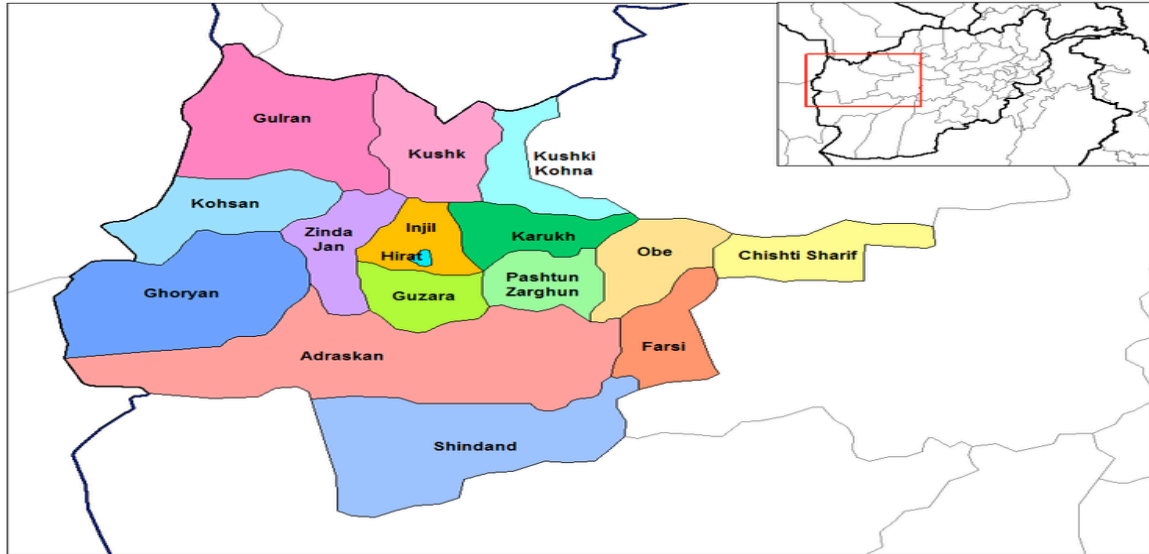 Gulran
Kushk
Kushki
Kohna
Kohsan
Zinda
Jan
Injil
Hirat
Karukh
Obe
Chishti Sharif
Ghoryan
Guzara
Pashtun
Zarghun
Adraskan
Farsi
Shindand